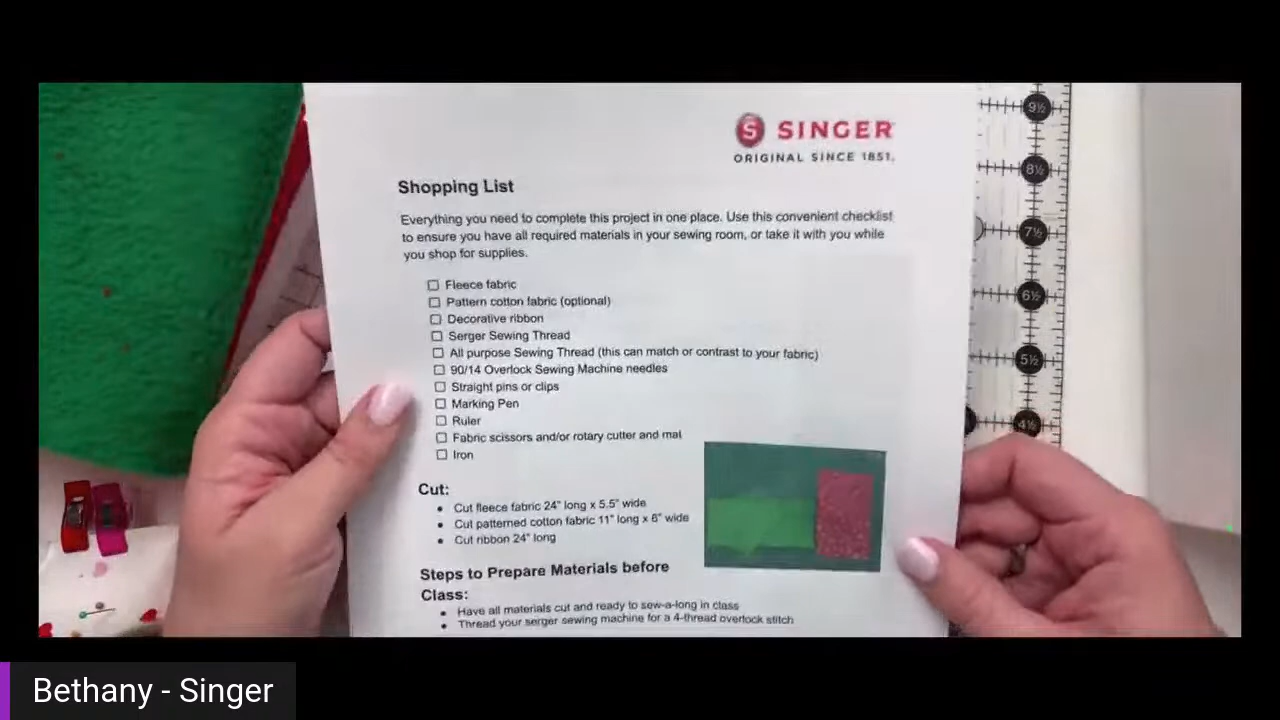 S SINGER
ORIGINAL SINCE 1851.
Shopping List
Everything you need to complete this project in one place. Use this convenient checklist
to ensure you have all required materials in your sewing room, or take it with you while
you shop for supplies.
Fleece fabric
Pattern cotton fabric (optional)
Decorative ribbon
Serger Sewing Thread
All purpose Sewing Thread (this can match or contrast to your fabric)
90/14 Overlock Sewing Machine needles
Straight pins or clips
Marking Pen
Ruler
Fabric scissors and/or rotary cutter and mat
Iron
Cut:
Cut fleece fabric 24" long x 5.5" wide
Cut patterned cotton fabric 11" long x 6" wide
Cut ribbon 24" long
Steps to Prepare Materials before
Class:
Have all materials cut and ready to sew-a-long in class
Thread your serger sewing machine for a 4-thread overlock stitch
9½
8½
7½
6½
5½
4½
Bethany - Singer